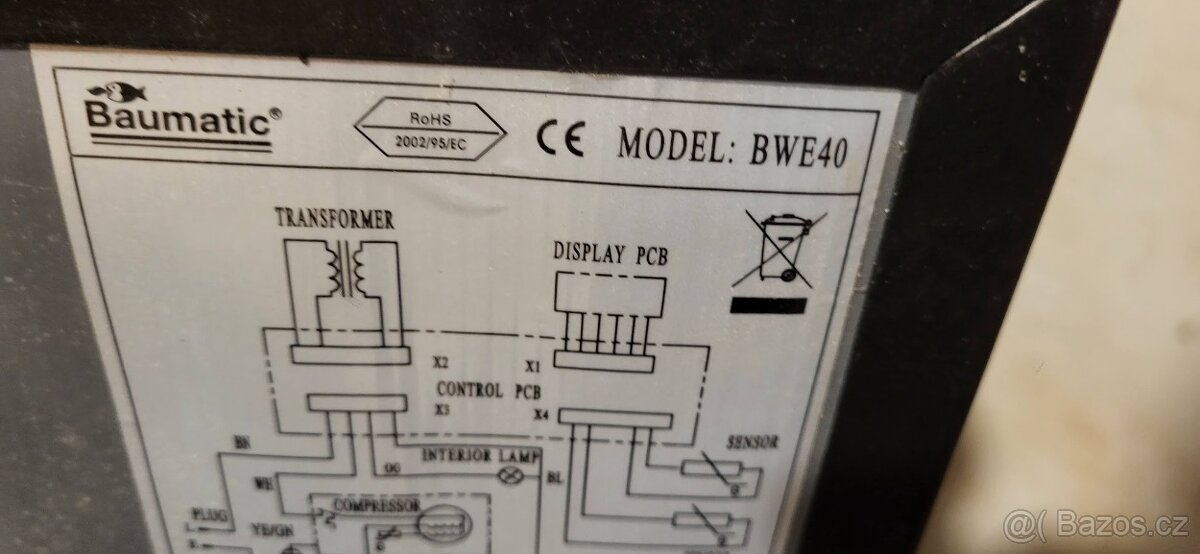 Baumatic®
RoHS
2002/95/EC
CE MODEL: BWE40
TRANSFORMER
DISPLAY PCB
X2
X1
CONTROL PCB
X3
X4
BN
SENSOR
INTERIOR LAMP
OG
BL
WH
COMPRESSOR
PLUG
L
YE/GN
@( Bazos.cz